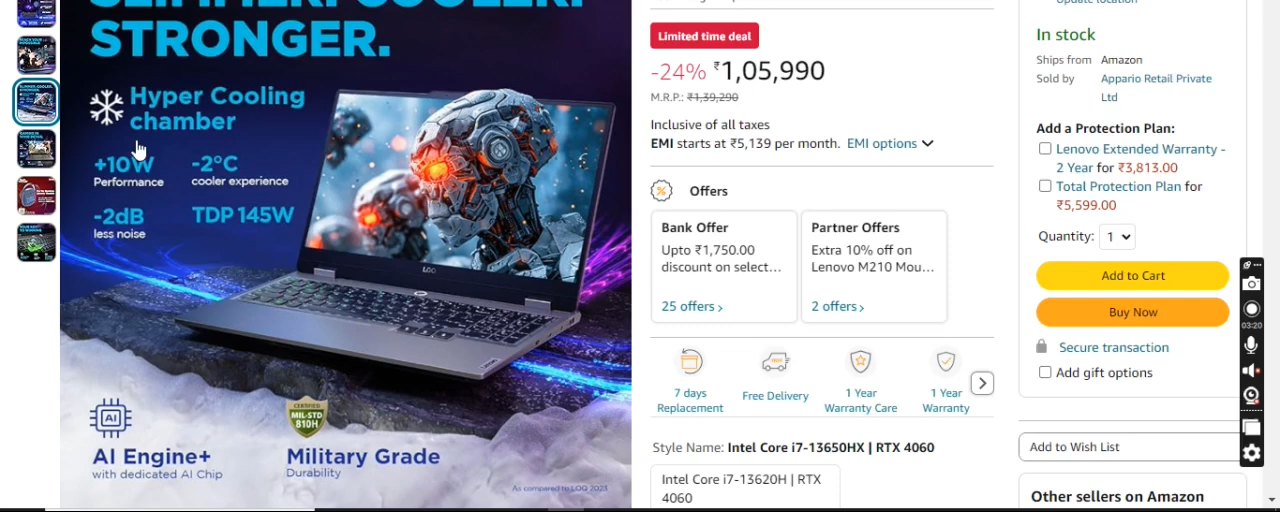 STRONGER.
Hyper Cooling
chamber
+10W
Performance
-2°C
cooler experience
-2dB
less noise
TDP 145W
LOQ
AI
AI Engine+
with dedicated AI Chip
CERTIFIED
MIL-STD
810H
Military Grade
Durability
As compared to LOQ 2023
Limited time deal
-24% ₹1,05,990
M.R.P.: ₹1,39,290
Inclusive of all taxes
EMI starts at ₹5,139 per month. EMI options
Offers
Bank Offer
Upto ₹1,750.00
discount on select…
25 offers
Partner Offers
Extra 10% off on
Lenovo M210 Mou…
2 offers
7 days
Replacement
Free Delivery
1 Year
Warranty Care
1 Year
Warranty
Style Name: Intel Core i7-13650HX | RTX 4060
Intel Core i7-13620H | RTX
4060
Update location
In stock
Ships from Amazon
Sold by Appario Retail Private
Ltd
Add a Protection Plan:
Lenovo Extended Warranty -
2 Year for ₹3,813.00
Total Protection Plan for
₹5,599.00
Quantity: 1
Add to Cart
Buy Now
Secure transaction
Add gift options
Add to Wish List
Other sellers on Amazon
03:20